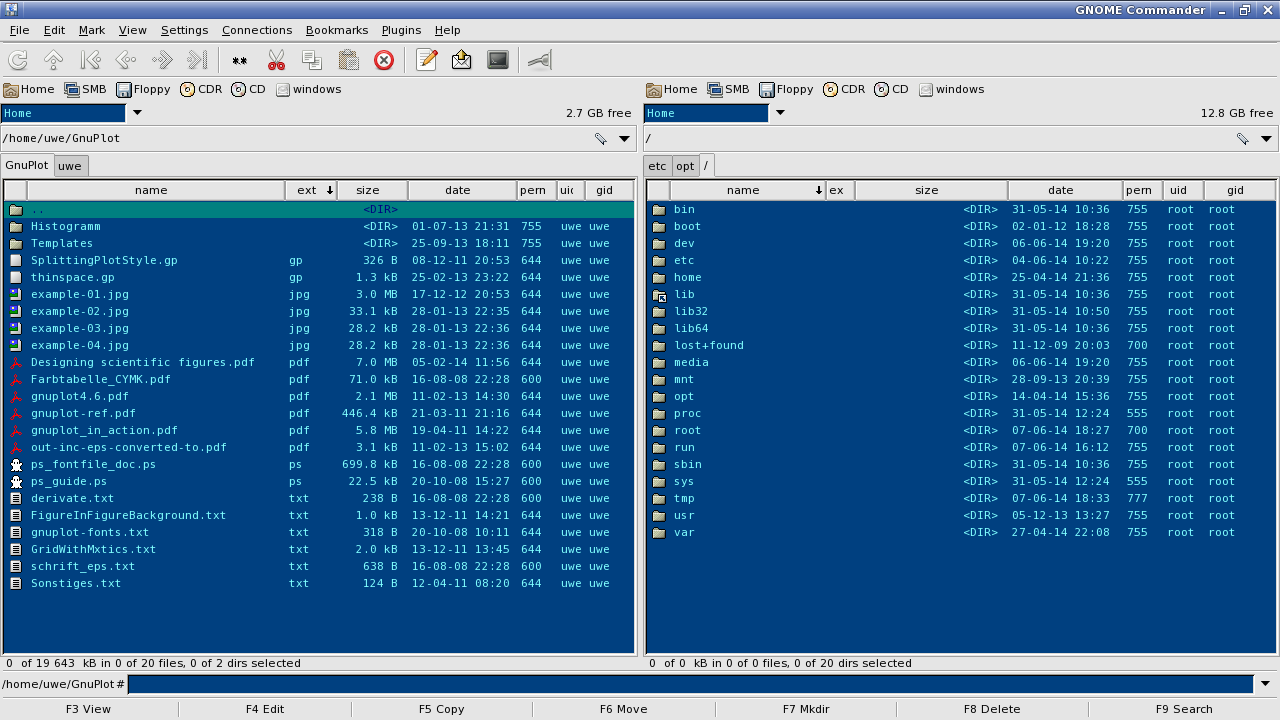 GNOME Commander
File Edit Mark View Settings Connections Bookmarks Plugins Help
Home SMB Floppy CDR CD windows
Home 2.7 GB free
/home/uwe/GnuPlot
GnuPlot uwe
name ext size date perm uid gid
.. <DIR>
Histogramm <DIR> 01-07-13 21:31 755 uwe uwe
Templates <DIR> 25-09-13 18:11 755 uwe uwe
SplittingPlotStyle.gp gp 326 B 08-12-11 20:53 644 uwe uwe
thinspace.gp gp 1.3 kB 25-02-13 23:22 644 uwe uwe
example-01.jpg jpg 3.0 MB 17-12-12 20:53 644 uwe uwe
example-02.jpg jpg 33.1 kB 28-01-13 22:35 644 uwe uwe
example-03.jpg jpg 28.2 kB 28-01-13 22:36 644 uwe uwe
example-04.jpg jpg 28.2 kB 28-01-13 22:36 644 uwe uwe
Designing scientific figures.pdf pdf 7.0 MB 05-02-14 11:56 644 uwe uwe
Farbtabelle_CYMK.pdf pdf 71.0 kB 16-08-08 22:28 600 uwe uwe
gnuplot4.6.pdf pdf 2.1 MB 11-02-13 14:30 644 uwe uwe
gnuplot-ref.pdf pdf 446.4 kB 21-03-11 21:16 644 uwe uwe
gnuplot_in_action.pdf pdf 5.8 MB 19-04-11 14:22 644 uwe uwe
out-inc-eps-converted-to.pdf pdf 3.1 kB 11-02-13 15:02 644 uwe uwe
ps_fontfile_doc.ps ps 699.8 kB 16-08-08 22:28 600 uwe uwe
ps_guide.ps ps 22.5 kB 20-10-08 15:27 600 uwe uwe
derivate.txt txt 238 B 16-08-08 22:28 600 uwe uwe
FigureInFigureBackground.txt txt 1.0 kB 13-12-11 14:21 644 uwe uwe
gnuplot-fonts.txt txt 318 B 20-10-08 10:11 644 uwe uwe
GridWithMxtics.txt txt 2.0 kB 13-12-11 13:45 644 uwe uwe
schrift_eps.txt txt 638 B 16-08-08 22:28 600 uwe uwe
Sonstiges.txt txt 124 B 12-04-11 08:20 644 uwe uwe
0 of 19 643 kB in 0 of 20 files, 0 of 2 dirs selected
Home SMB Floppy CDR CD windows
Home 12.8 GB free
/
etc opt /
name ex size date perm uid gid
bin <DIR> 31-05-14 10:36 755 root root
boot <DIR> 02-01-12 18:28 755 root root
dev <DIR> 06-06-14 19:20 755 root root
etc <DIR> 04-06-14 10:22 755 root root
home <DIR> 25-04-14 21:36 755 root root
lib <DIR> 31-05-14 10:36 755 root root
lib32 <DIR> 31-05-14 10:50 755 root root
lib64 <DIR> 31-05-14 10:36 755 root root
lost+found <DIR> 11-12-09 20:03 700 root root
media <DIR> 06-06-14 19:20 755 root root
mnt <DIR> 28-09-13 20:39 755 root root
opt <DIR> 14-04-14 15:36 755 root root
proc <DIR> 31-05-14 12:24 555 root root
root <DIR> 07-06-14 18:27 700 root root
run <DIR> 07-06-14 16:12 755 root root
sbin <DIR> 31-05-14 10:36 755 root root
sys <DIR> 31-05-14 12:24 555 root root
tmp <DIR> 07-06-14 18:33 777 root root
usr <DIR> 05-12-13 13:27 755 root root
var <DIR> 27-04-14 22:08 755 root root
0 of 0 kB in 0 of 0 files, 0 of 20 dirs selected
/home/uwe/GnuPlot #
F3 View F4 Edit F5 Copy F6 Move F7 Mkdir F8 Delete F9 Search